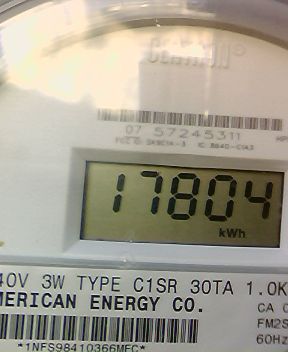 07 57245311
17804
kWh
40V 3W TYPE C1SR 30TA 1.0K
MERICAN ENERGY CO.
CA
FM2S
60Hz
*1NFS98410366MEC*